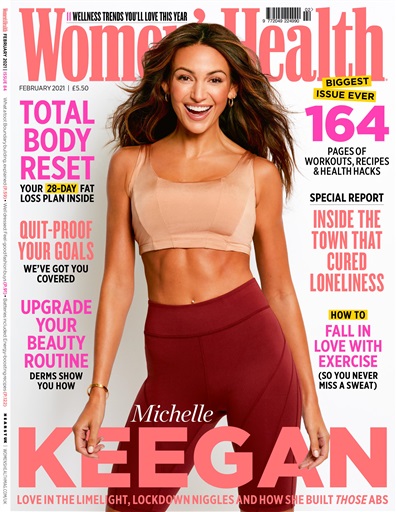 11 WELLNESS TRENDS YOU'LL LOVE THIS YEAR
Women's Health
FEBRUARY 2021 | £5.50
BIGGEST
ISSUE EVER
164
PAGES OF
WORKOUTS, RECIPES
& HEALTH HACKS
TOTAL
BODY
RESET
YOUR 28-DAY FAT
LOSS PLAN INSIDE
SPECIAL REPORT
INSIDE THE
TOWN THAT
CURED
LONELINESS
QUIT-PROOF
YOUR GOALS
WE'VE GOT YOU
COVERED
UPGRADE
YOUR
BEAUTY
ROUTINE
DERMS SHOW
YOU HOW
HOW TO
FALL IN
LOVE WITH
EXERCISE
(SO YOU NEVER
MISS A SWEAT)
Michelle
KEEGAN
LOVE IN THE LIMELIGHT, LOCKDOWN NIGGLES AND HOW SHE BUILT THOSE ABS